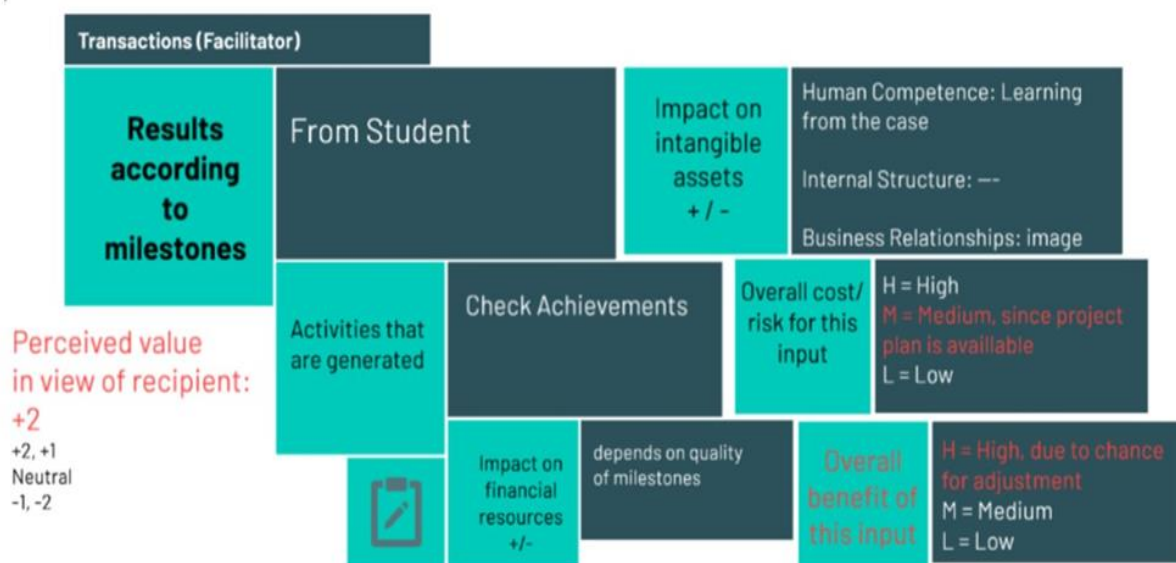 Transactions (Facilitator)
Results
according
to
milestones
From Student
Impact on
intangible
assets
+ / -
Human Competence: Learning
from the case
Internal Structure: ---
Business Relationships: image
Perceived value
in view of recipient:
+2
+2, +1
Neutral
-1, -2
Activities that
are generated
Check Achievements
Overall cost/
risk for this
input
H = High
M = Medium, since project
plan is availlable
L = Low
Impact on
financial
resources
+/-
depends on quality
of milestones
Overall
benefit of
this input
H = High, due to chance
for adjustment
M = Medium
L = Low